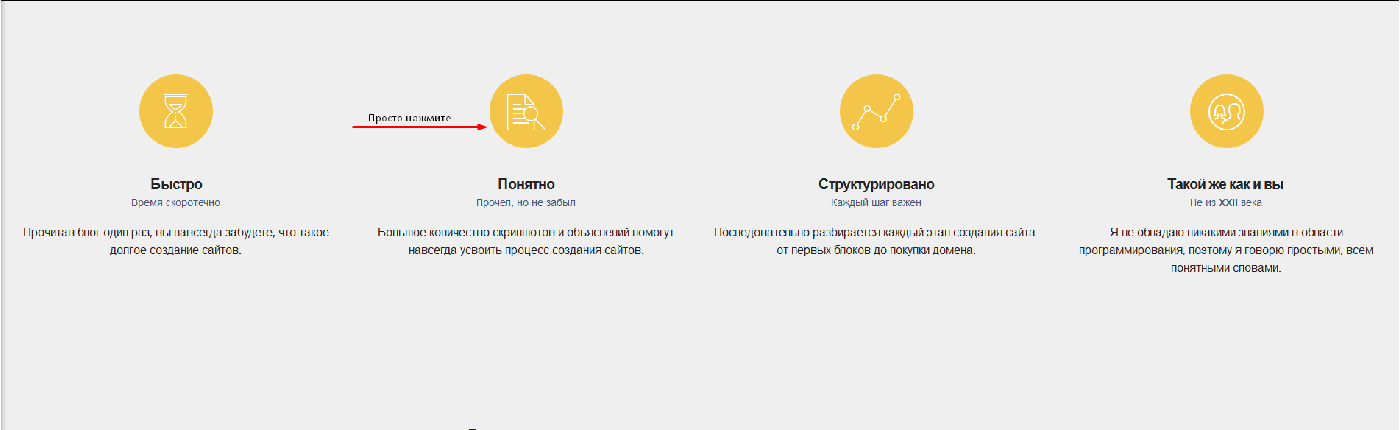 Просто нажмите
Быстро
Время скоротечно
Прочитав блог один раз, вы навсегда забудете, что такое
долгое создание сайтов.
Понятно
Прочел, но не забыл
Большое количество скриншотов и объяснений помогут
навсегда усвоить процесс создания сайтов.
Структурировано
Каждый шаг важен
Последовательно разбирается каждый этап создания сайта
от первых блоков до покупки домена.
Такой же как и вы
Не из XXII века
Я не обладаю никакими знаниями в области
программирования, поэтому я говорю простыми, всем
понятными словами.